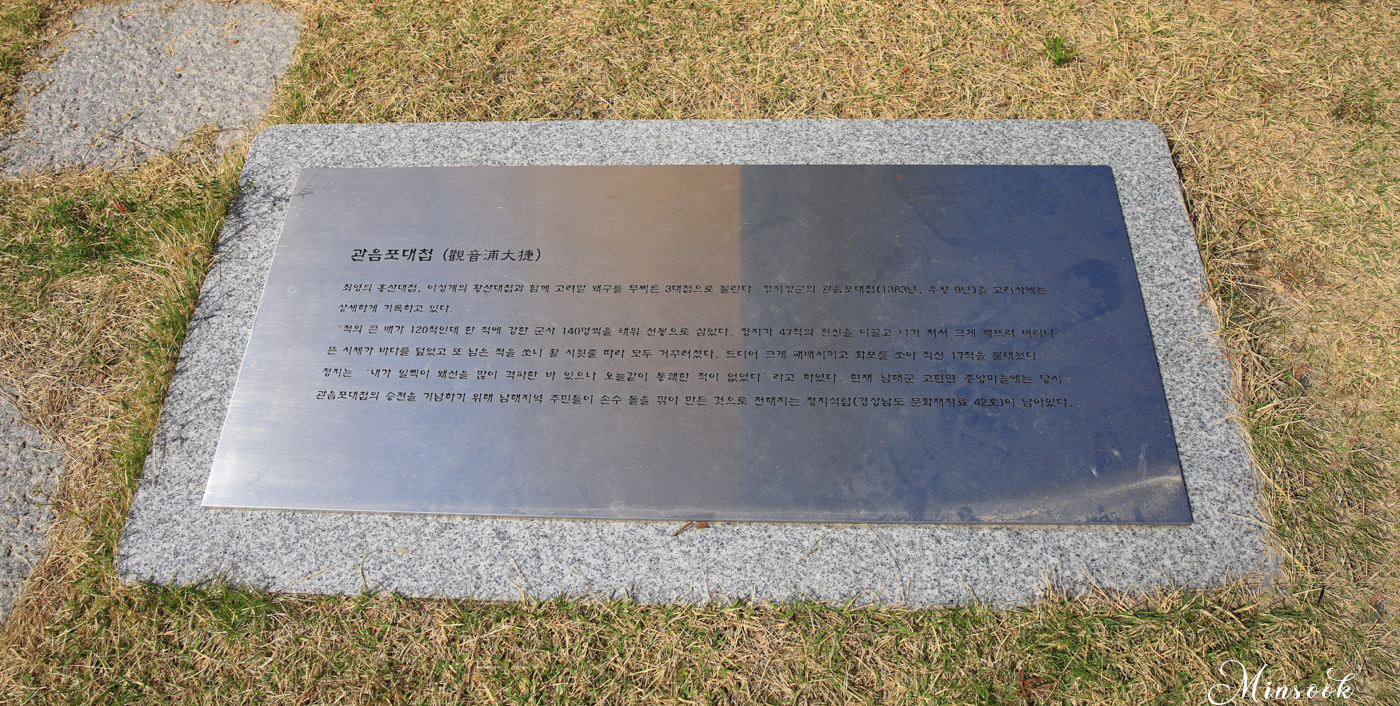 관음포대첩 (觀音浦大捷)
최영의 홍산대첩, 이성계의 황산대첩과 함께 고려말 왜구를 무찌른 3대첩으로 불린다. 정지장군의 관음포대첩(1383년, 우왕 9년)을 고려사에는
상세하게 기록하고 있다.
"적의 큰 배가 120척인데 한 척에 강한 군사 140명씩을 태워 선봉으로 삼았다. 정지가 47척의 전선을 이끌고 나가 쳐서 크게 깨뜨려 버리니
뜬 시체가 바다를 덮었고 또 남은 적을 쏘니 활 시윗줄 따라 모두 거꾸러졌다. 드디어 크게 패배시키고 화포를 쏘아 적선 17척을 불태웠다."
정지는 '내가 일찍이 왜선을 많이 격파한 바 있으나 오늘같이 통쾌한 적이 없었다' 라고 하였다. 현재 남해군 고현면 중앙마을에는 당시
관음포대첩의 승전을 기념하기 위해 남해지역 주민들이 손수 돌을 깎아 만든 것으로 전해지는 정지석탑(경상남도 문화재자료 42호)이 남아있다.
Minsook